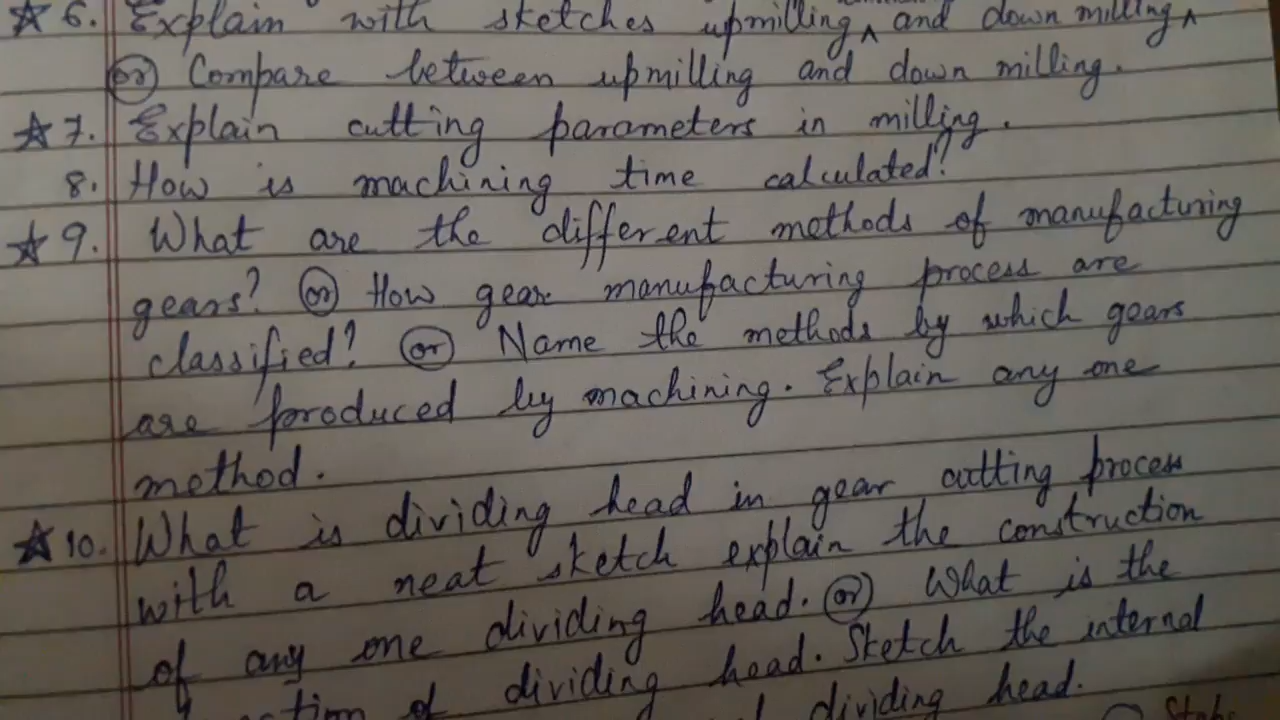 ☆ 6. Explain with sketches upmilling ^ and down milling ^
(or) Compare between upmilling and down milling.
☆ 7. Explain cutting parameters in milling.
8. How is machining time calculated?
☆ 9. What are the different methods of manufacturing
gears? (or) How gear manufacturing process are
classified? (or) Name the methods by which gears
are produced by machining. Explain any one
method.
☆ 10. What is dividing head in gear cutting process
with a neat sketch explain the construction
of any one dividing head. (or) What is the
of dividing head. Sketch the internal
dividing head.